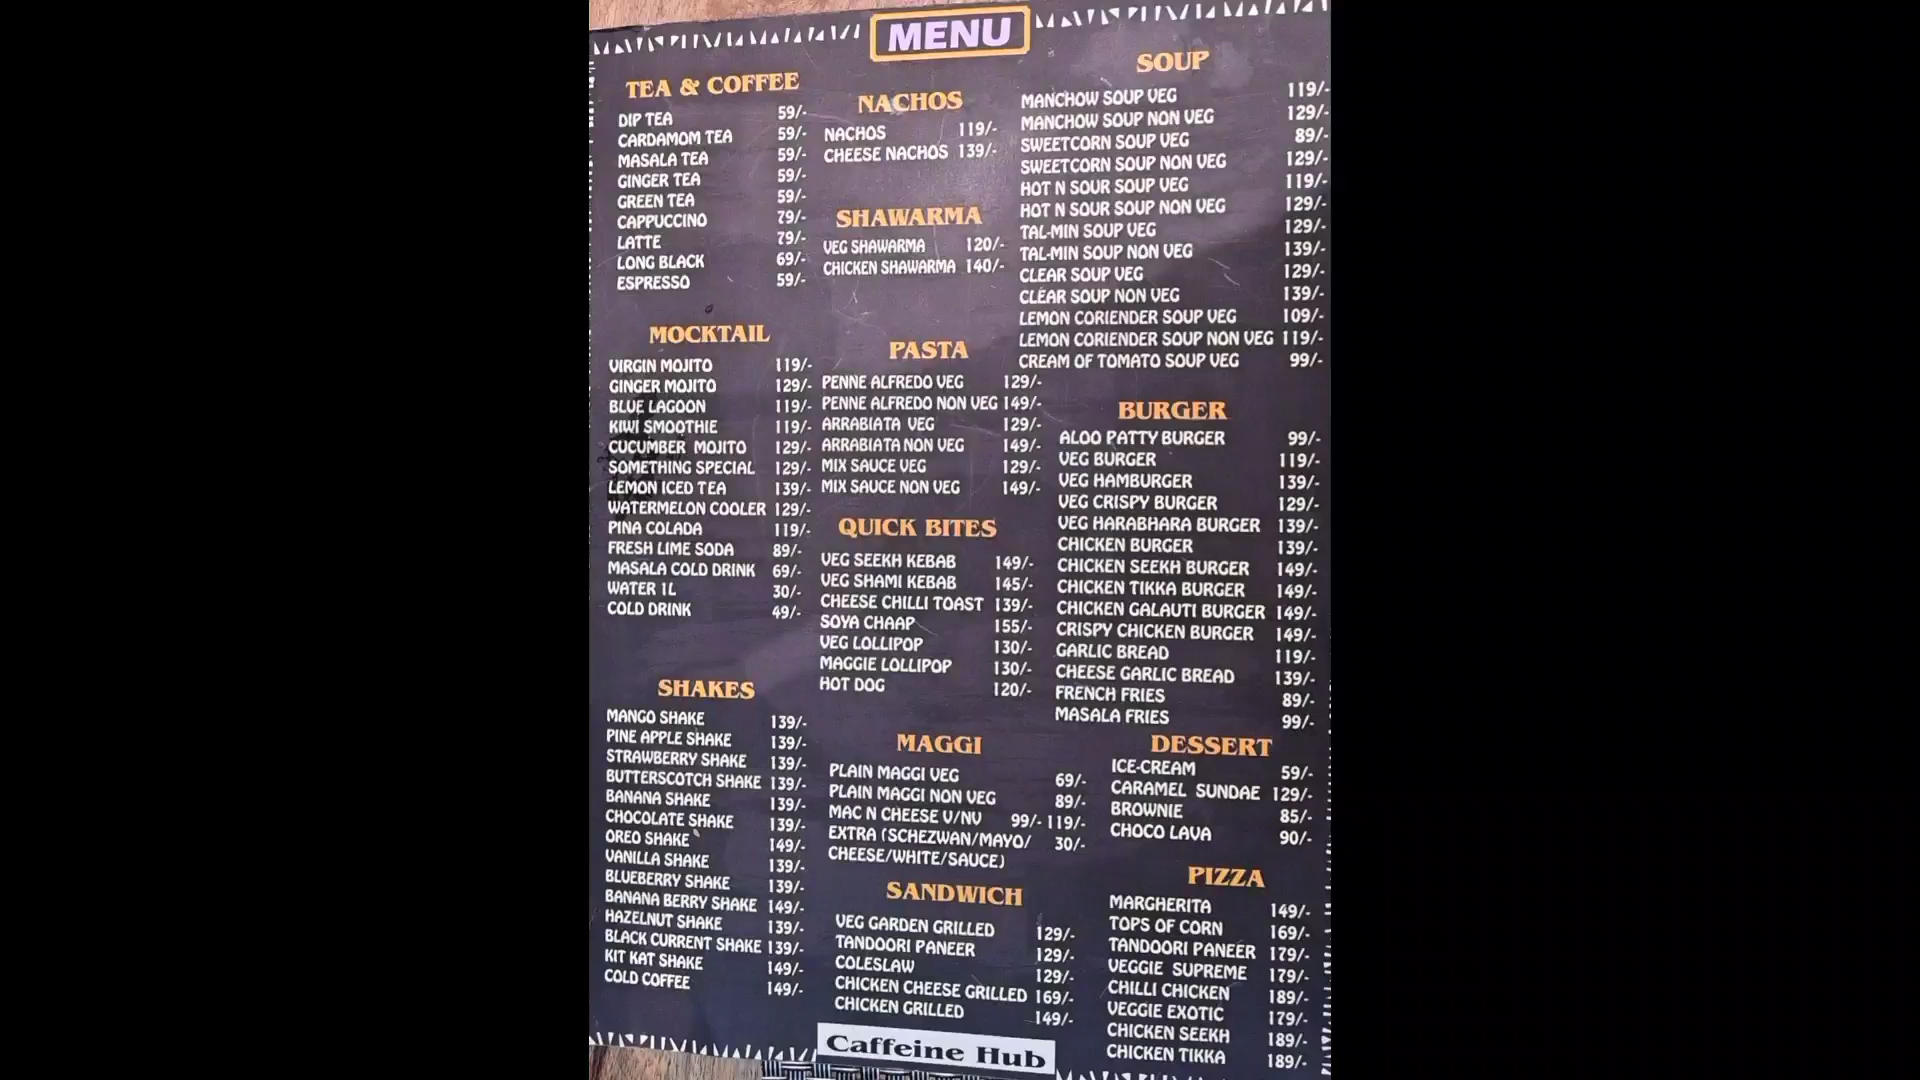 MENU
TEA & COFFEE
DIP TEA 59/-
CARDAMOM TEA 59/-
MASALA TEA 59/-
GINGER TEA 59/-
GREEN TEA 59/-
CAPPUCCINO 79/-
LATTE 79/-
LONG BLACK 69/-
ESPRESSO 59/-
MOCKTAIL
VIRGIN MOJITO 119/-
GINGER MOJITO 129/-
BLUE LAGOON 119/-
KIWI SMOOTHIE 119/-
CUCUMBER MOJITO 129/-
SOMETHING SPECIAL 129/-
LEMON ICED TEA 139/-
WATERMELON COOLER 129/-
PINA COLADA 119/-
FRESH LIME SODA 89/-
MASALA COLD DRINK 69/-
WATER 1L 30/-
COLD DRINK 49/-
SHAKES
MANGO SHAKE 139/-
PINE APPLE SHAKE 139/-
STRAWBERRY SHAKE 139/-
BUTTERSCOTCH SHAKE 139/-
BANANA SHAKE 139/-
CHOCOLATE SHAKE 139/-
OREO SHAKE 149/-
VANILLA SHAKE 139/-
BLUEBERRY SHAKE 139/-
BANANA BERRY SHAKE 149/-
HAZELNUT SHAKE 139/-
BLACK CURRENT SHAKE 139/-
KIT KAT SHAKE 149/-
COLD COFFEE 149/-
NACHOS
NACHOS 119/-
CHEESE NACHOS 139/-
SHAWARMA
VEG SHAWARMA 120/-
CHICKEN SHAWARMA 140/-
PASTA
PENNE ALFREDO VEG 129/-
PENNE ALFREDO NON VEG 149/-
ARRABIATA VEG 129/-
ARRABIATA NON VEG 149/-
MIX SAUCE VEG 129/-
MIX SAUCE NON VEG 149/-
QUICK BITES
VEG SEEKH KEBAB 149/-
VEG SHAMI KEBAB 145/-
CHEESE CHILLI TOAST 139/-
SOYA CHAAP 155/-
VEG LOLLIPOP 130/-
MAGGIE LOLLIPOP 130/-
HOT DOG 120/-
MAGGI
PLAIN MAGGI VEG 69/-
PLAIN MAGGI NON VEG 89/-
MAC N CHEESE V/NV 99/- 119/-
EXTRA (SCHEZWAN/MAYO/ 30/-
CHEESE/WHITE/SAUCE)
SANDWICH
VEG GARDEN GRILLED 129/-
TANDOORI PANEER 129/-
COLESLAW 129/-
CHICKEN CHEESE GRILLED 169/-
CHICKEN GRILLED 149/-
SOUP
MANCHOW SOUP VEG 119/-
MANCHOW SOUP NON VEG 129/-
SWEETCORN SOUP VEG 89/-
SWEETCORN SOUP NON VEG 129/-
HOT N SOUR SOUP VEG 119/-
HOT N SOUR SOUP NON VEG 129/-
TAL-MIN SOUP VEG 129/-
TAL-MIN SOUP NON VEG 139/-
CLEAR SOUP VEG 129/-
CLEAR SOUP NON VEG 139/-
LEMON CORIENDER SOUP VEG 109/-
LEMON CORIENDER SOUP NON VEG 119/-
CREAM OF TOMATO SOUP VEG 99/-
BURGER
ALOO PATTY BURGER 99/-
VEG BURGER 119/-
VEG HAMBURGER 139/-
VEG CRISPY BURGER 129/-
VEG HARABHARA BURGER 139/-
CHICKEN BURGER 139/-
CHICKEN SEEKH BURGER 149/-
CHICKEN TIKKA BURGER 149/-
CHICKEN GALAUTI BURGER 149/-
CRISPY CHICKEN BURGER 149/-
GARLIC BREAD 119/-
CHEESE GARLIC BREAD 139/-
FRENCH FRIES 89/-
MASALA FRIES 99/-
DESSERT
ICE-CREAM 59/-
CARAMEL SUNDAE 129/-
BROWNIE 85/-
CHOCO LAVA 90/-
PIZZA
MARGHERITA 149/-
TOPS OF CORN 169/-
TANDOORI PANEER 179/-
VEGGIE SUPREME 179/-
CHILLI CHICKEN 189/-
VEGGIE EXOTIC 179/-
CHICKEN SEEKH 189/-
CHICKEN TIKKA 189/-
Caffeine Hub